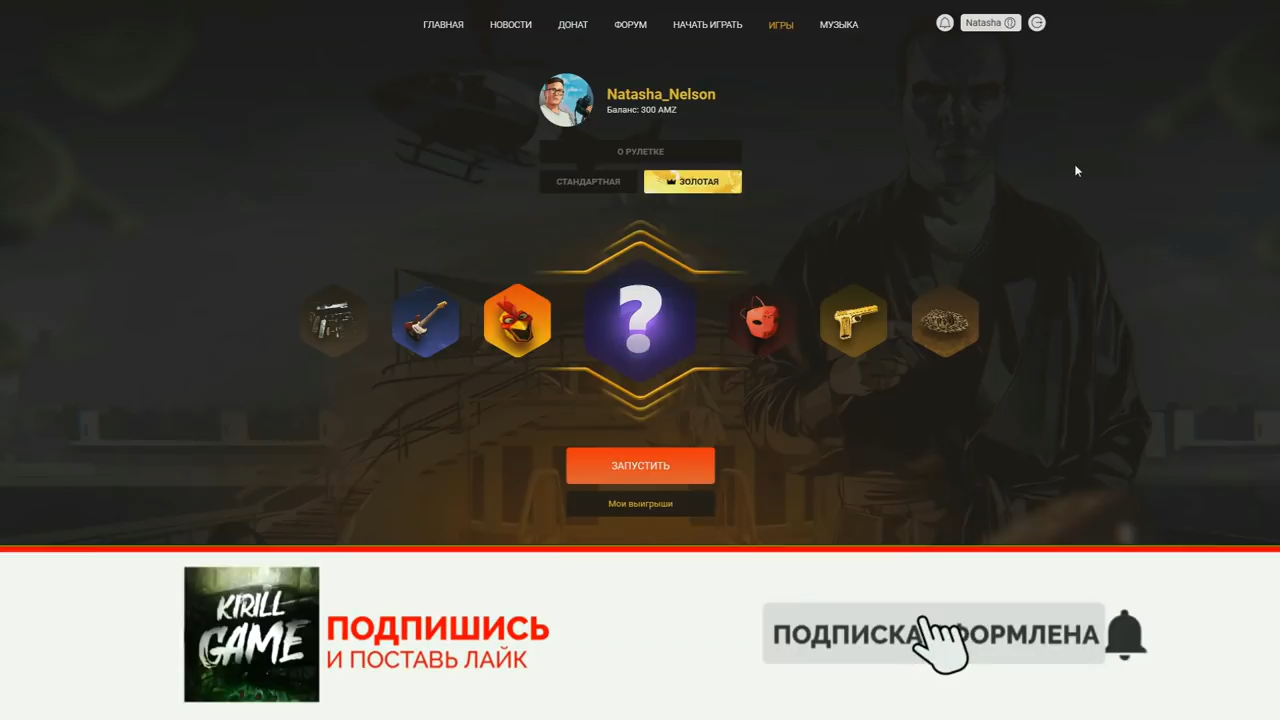 ГЛАВНАЯ НОВОСТИ ДОНАТ ФОРУМ НАЧАТЬ ИГРАТЬ ИГРЫ МУЗЫКА Natasha
Natasha_Nelson
Баланс: 300 AMZ
О РУЛЕТКЕ
СТАНДАРТНАЯ ЗОЛОТАЯ
?
ЗАПУСТИТЬ
Мои выигрыши
KIRILL
GAME
ПОДПИШИСЬ
И ПОСТАВЬ ЛАЙК
ПОДПИСКА ОФОРМЛЕНА